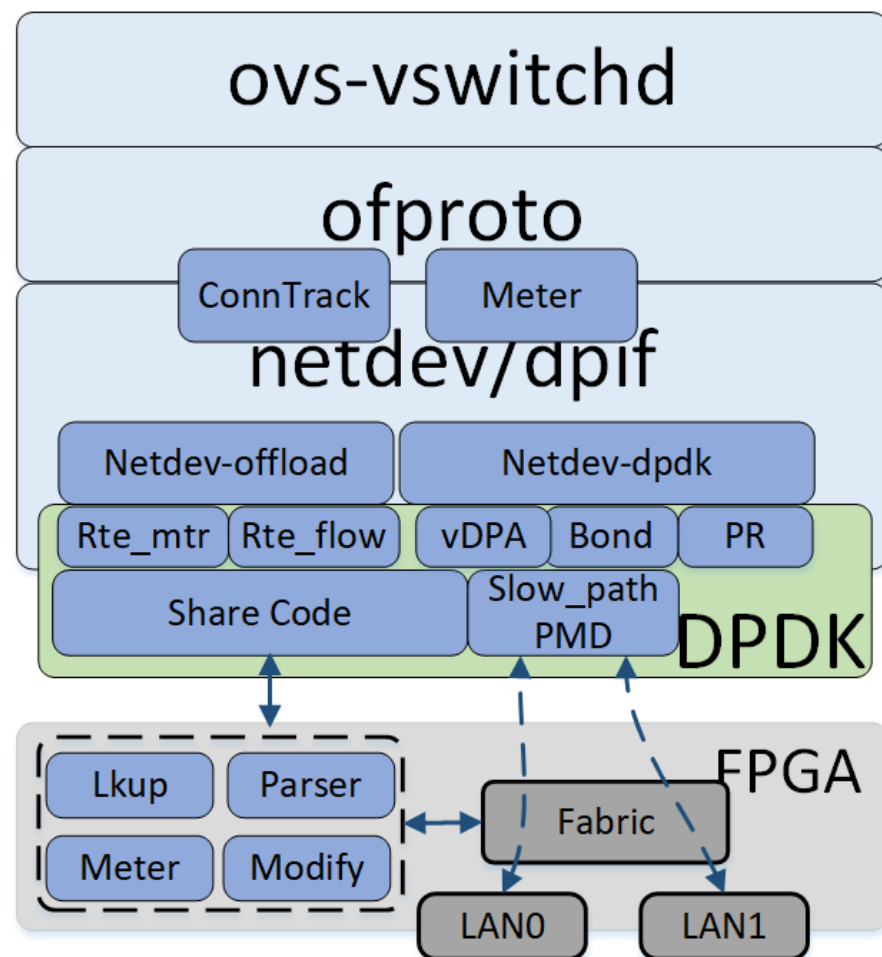 ovs-vswitchd
ofproto
ConnTrack
Meter
netdev/dpif
Netdev-offload
Netdev-dpdk
Rte_mtr
Rte_flow
vDPA
Bond
PR
Share Code
Slow_path
PMD
DPDK
FPGA
Lkup
Parser
Fabric
Meter
Modify
LAN0
LAN1